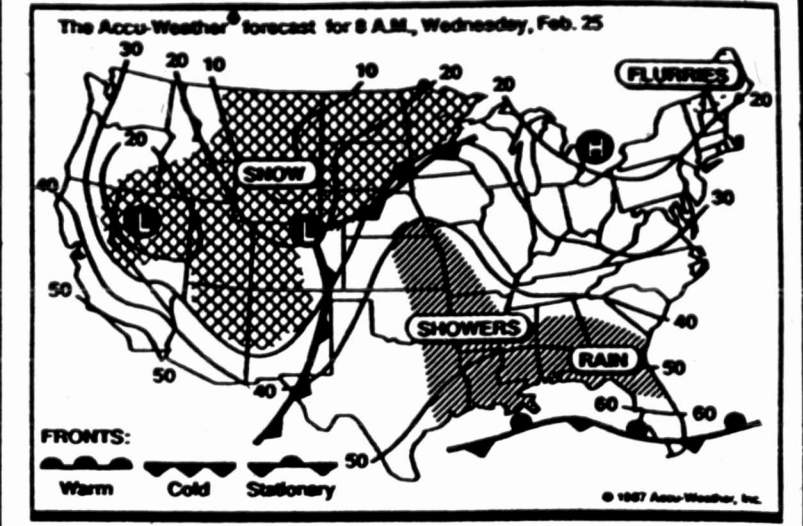 The Accu-Weather® forecast for 8 A.M., Wednesday, Feb. 25
30 20 10 10 20 20 FLURRIES 20
20 H
SNOW
40 30
L L
50
SHOWERS 40
RAIN
50 50
40 60 60
FRONTS:
50
Warm Cold Stationary
© 1987 Accu-Weather, Inc.